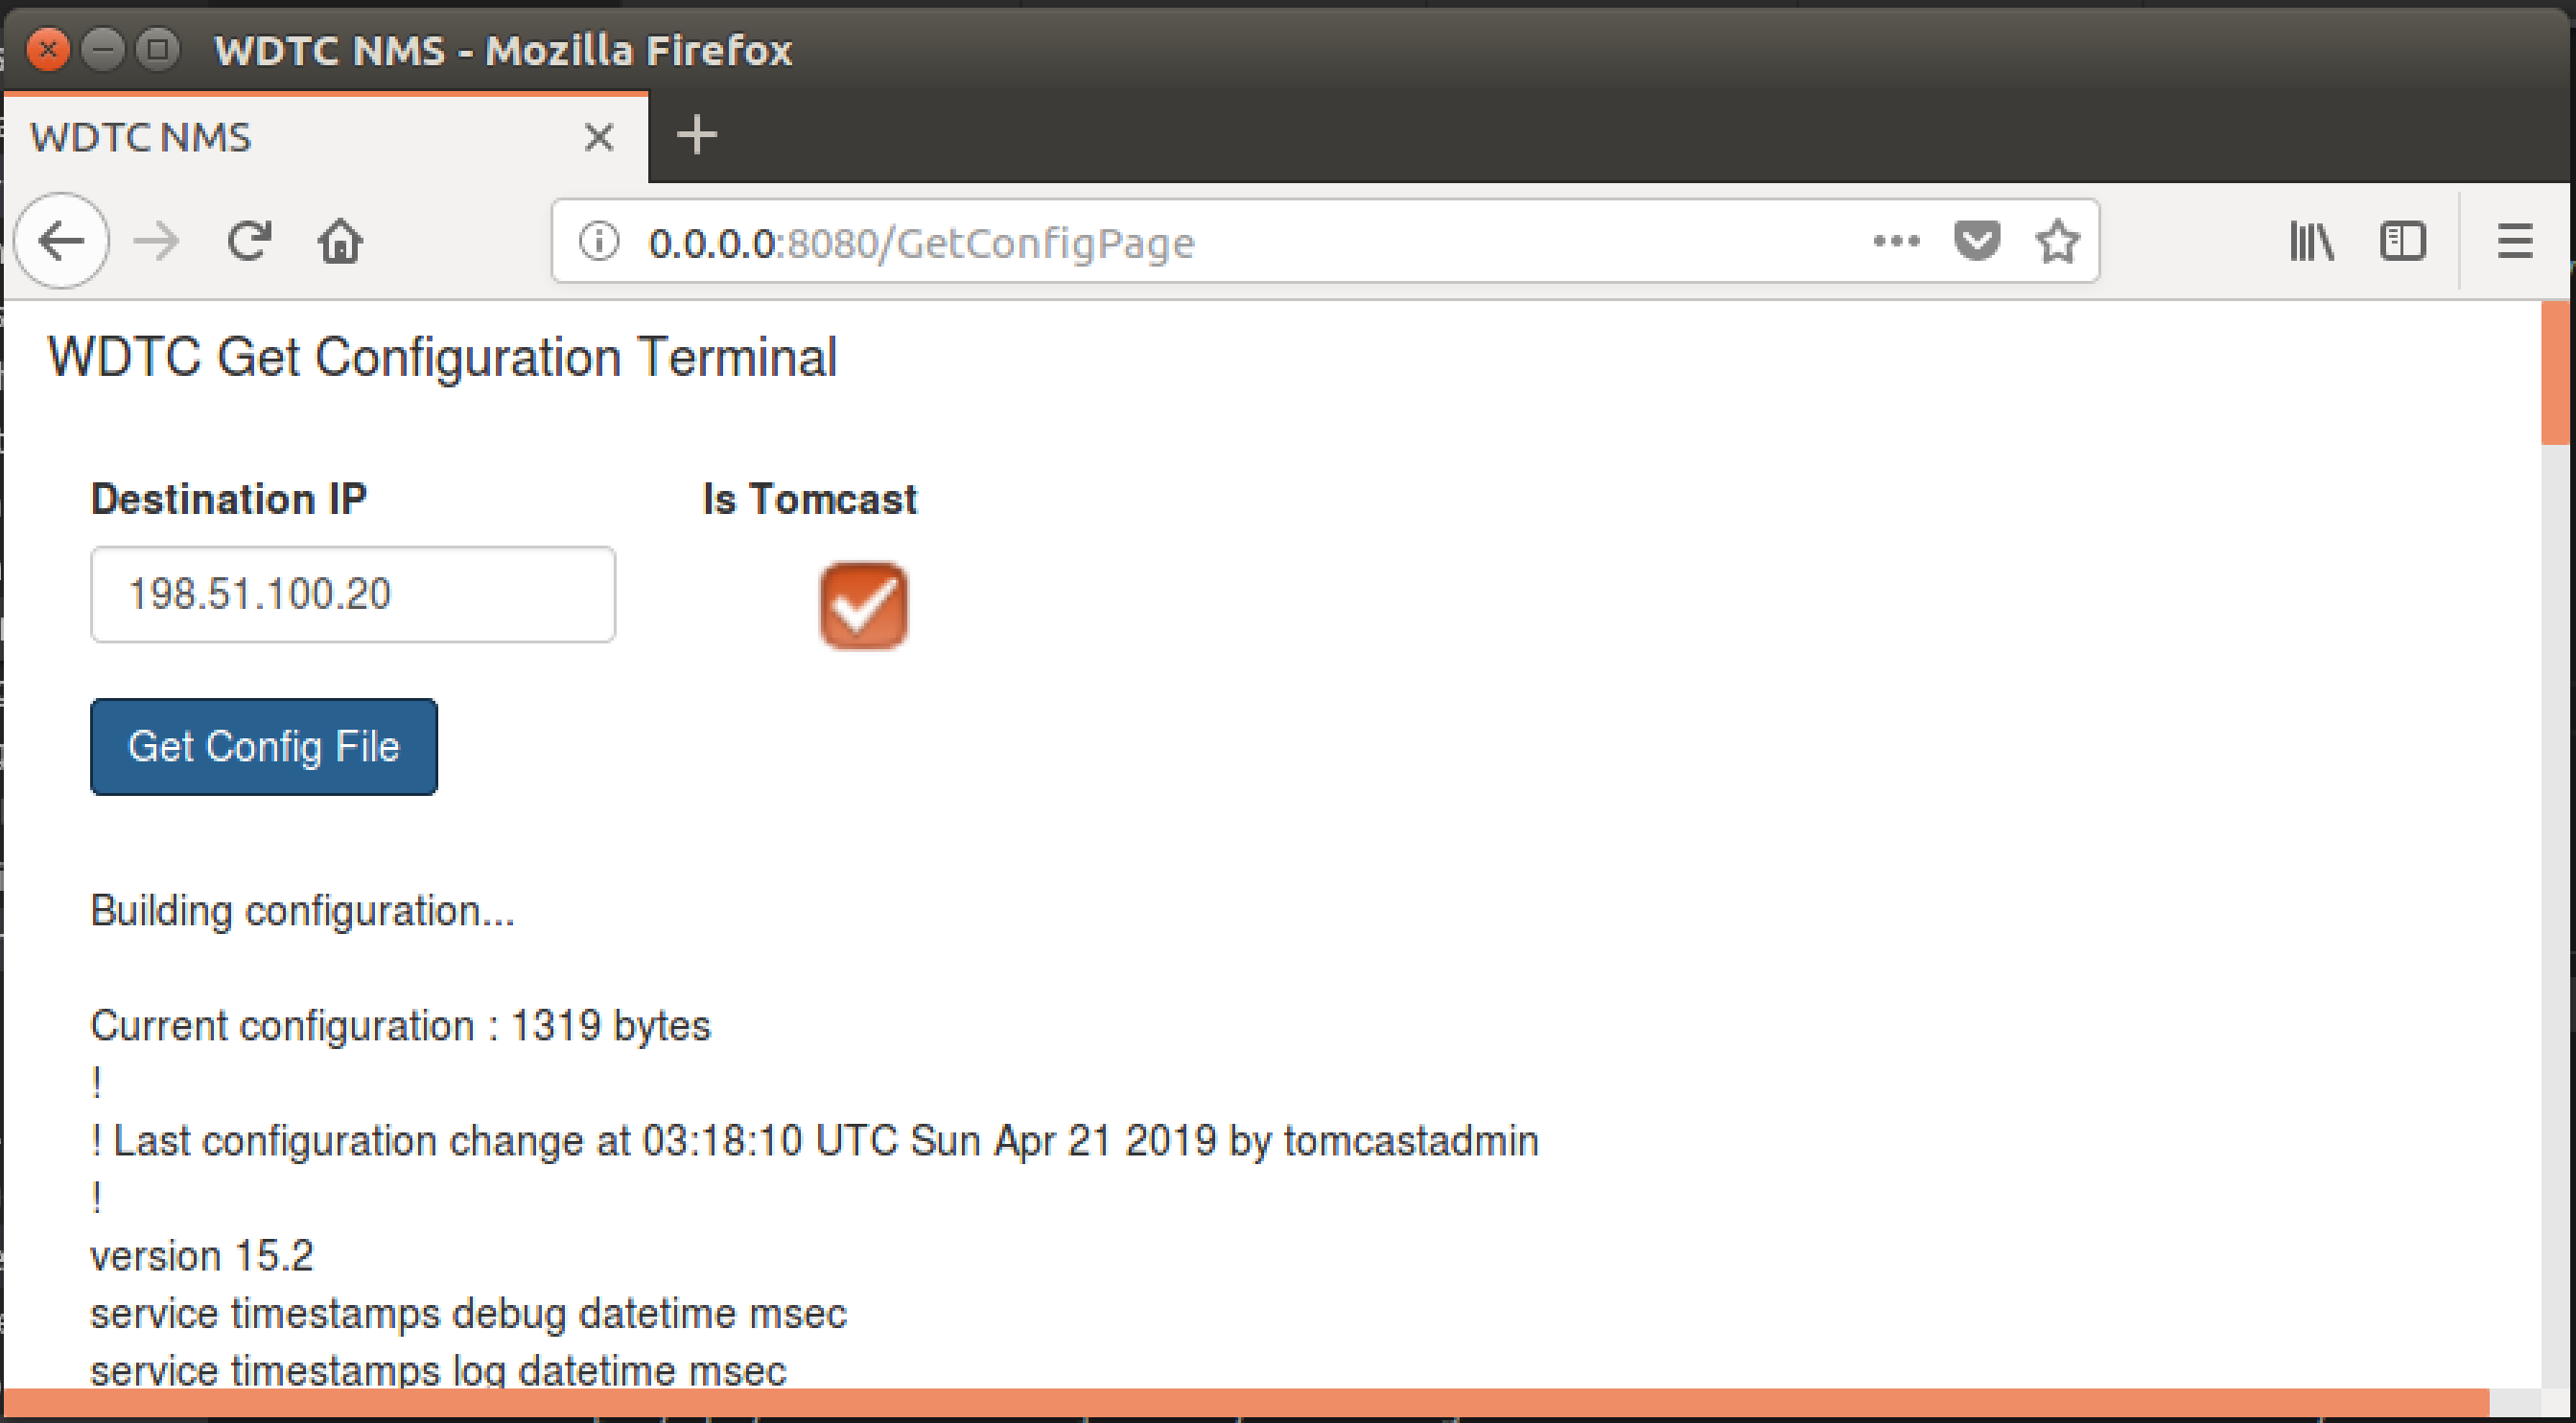 WDTC NMS - Mozilla Firefox
WDTC NMS
0.0.0.0:8080/GetConfigPage
WDTC Get Configuration Terminal
Destination IP Is Tomcast
198.51.100.20
Get Config File
Building configuration...
Current configuration : 1319 bytes
!
! Last configuration change at 03:18:10 UTC Sun Apr 21 2019 by tomcastadmin
!
version 15.2
service timestamps debug datetime msec
service timestamps log datetime msec